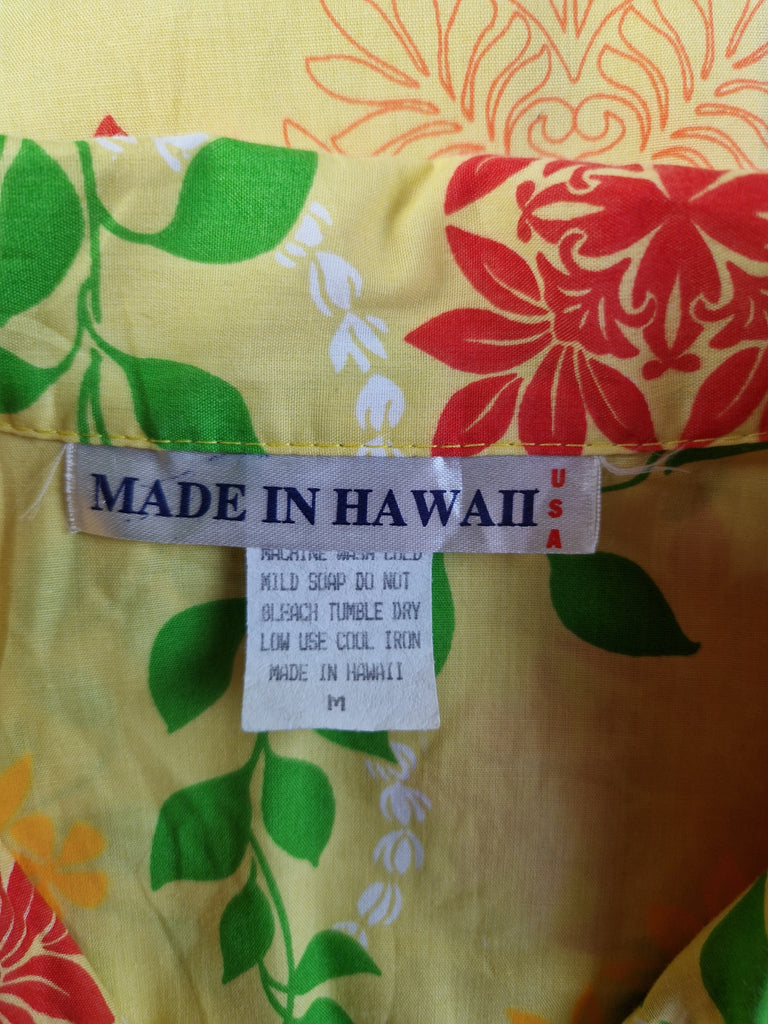 MADE IN HAWAII
USA
MACHINE WASH COLD
MILD SOAP DO NOT
BLEACH TUMBLE DRY
LOW USE COOL IRON
MADE IN HAWAII
M